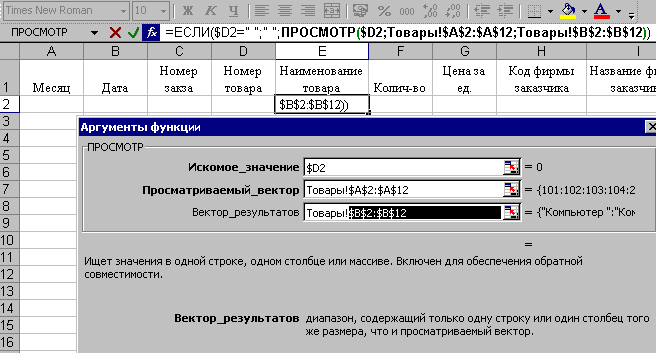 Times New Roman 10 Ж К Ч
ПРОСМОТР =ЕСЛИ($D2=" ";" ";ПРОСМОТР($D2;Товары!$A$2:$A$12;Товары!$B$2:$B$12))
A B C D E F G H I
Номер Номер Наименование Цена за Код фирмы Название ф
1 Месяц Дата закза товара товара Колич-во ед. заказчика заказчи
2 $B$2:$B$12))
3
4 Аргументы функции
5 ПРОСМОТР
6 Искомое_значение $D2 = 0
7 Просматриваемый_вектор Товары!$A$2:$A$12 = {101:102:103:104:2
8 Вектор_результатов Товары!$B$2:$B$12 = {"Компьютер ":"Ком
9
10 =
11 Ищет значения в одной строке, одном столбце или массиве. Включен для обеспечения обратной
12 совместимости.
13
14 Вектор_результатов диапазон, содержащий только одну строку или один столбец того
15 же размера, что и просматриваемый вектор.
16